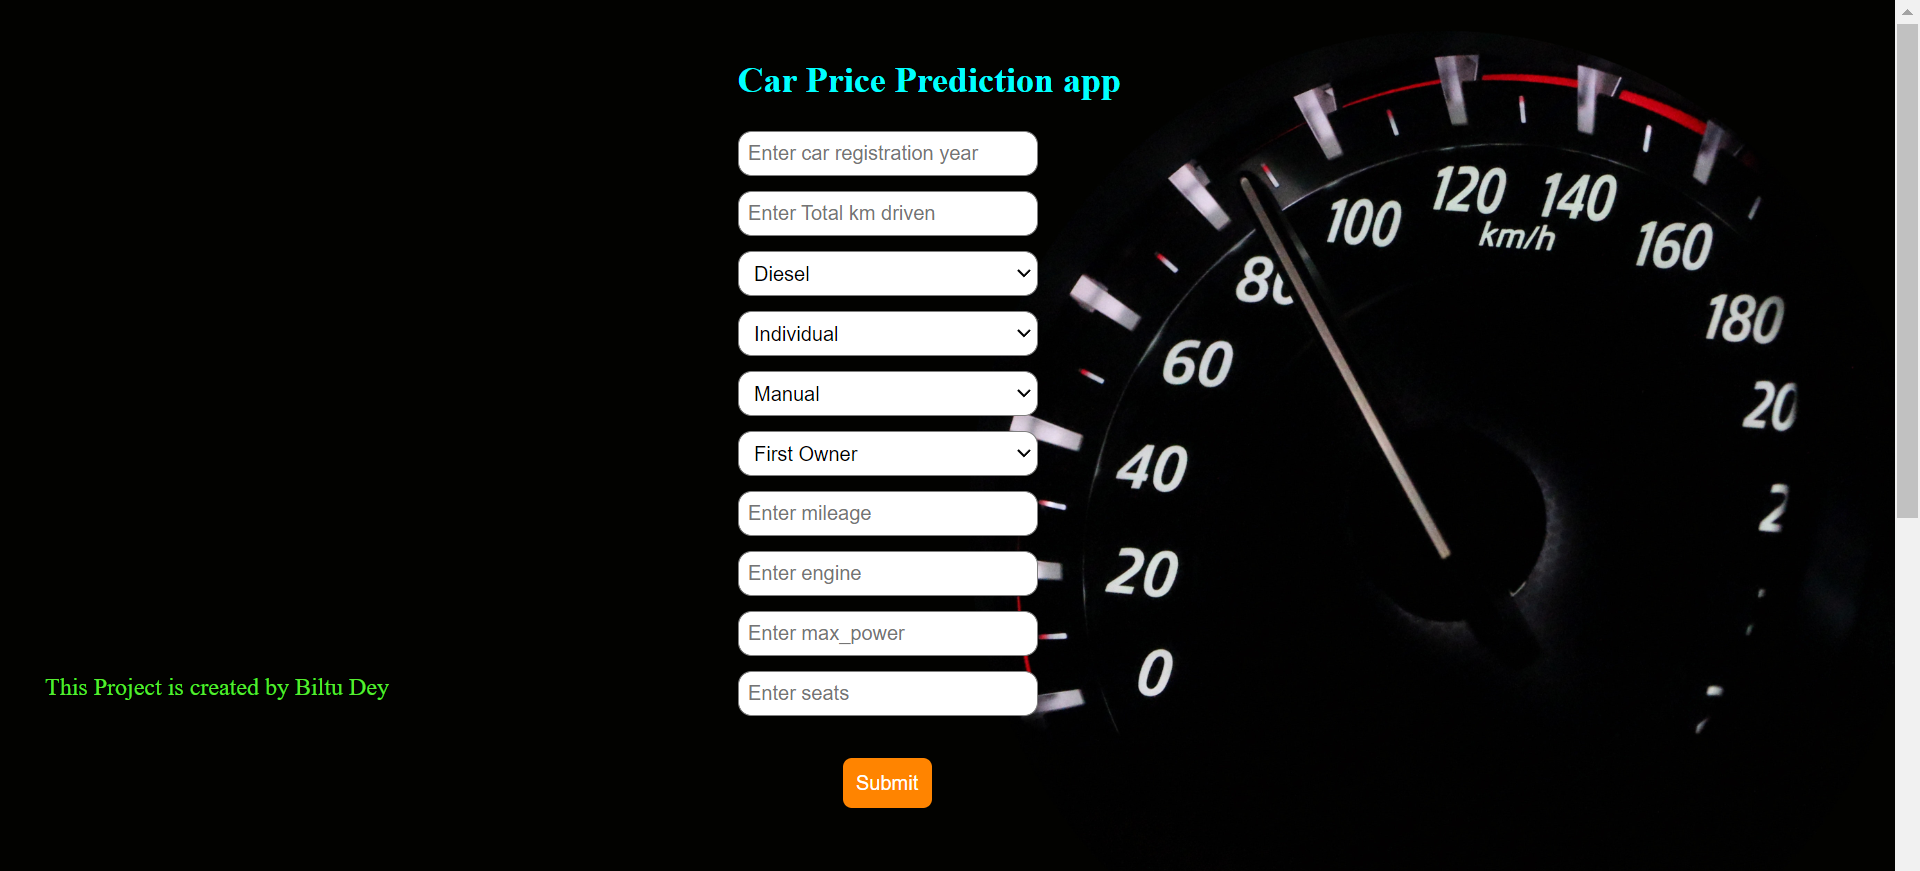 Car Price Prediction app
Enter car registration year
Enter Total km driven
Diesel
Individual
Manual
First Owner
Enter mileage
Enter engine
Enter max_power
Enter seats
Submit
This Project is created by Biltu Dey
0
20
40
60
80
100
120
140
km/h
160
180
20
2